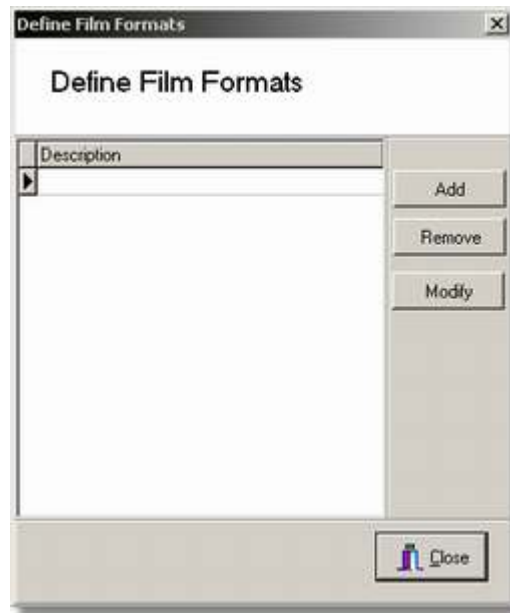 Define Film Formats
Define Film Formats
Description
Add
Remove
Modify
Close